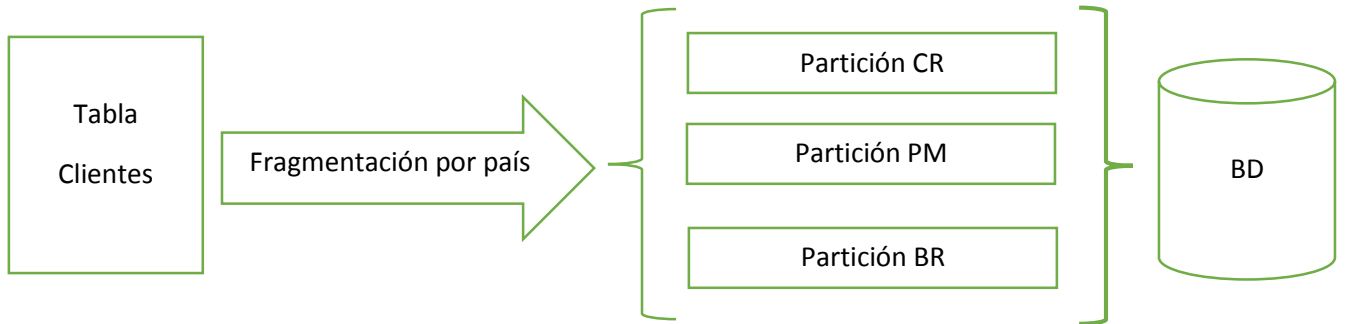 Tabla
Clientes
Fragmentación por país
Partición CR
Partición PM
Partición BR
BD